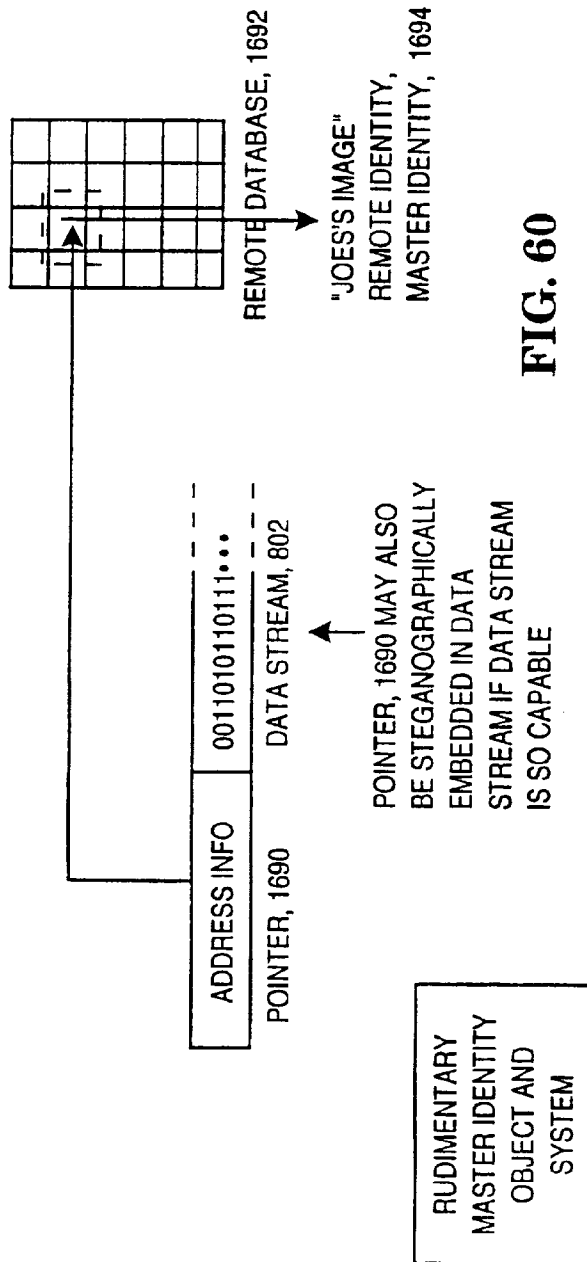 ADDRESS INFO
0011010110111•••
POINTER, 1690
DATA STREAM, 802
REMOTE DATABASE, 1692
"JOES'S IMAGE"
REMOTE IDENTITY,
MASTER IDENTITY, 1694
POINTER, 1690 MAY ALSO
BE STEGANOGRAPHICALLY
EMBEDDED IN DATA
STREAM IF DATA STREAM
IS SO CAPABLE
RUDIMENTARY
MASTER IDENTITY
OBJECT AND
SYSTEM
FIG. 60